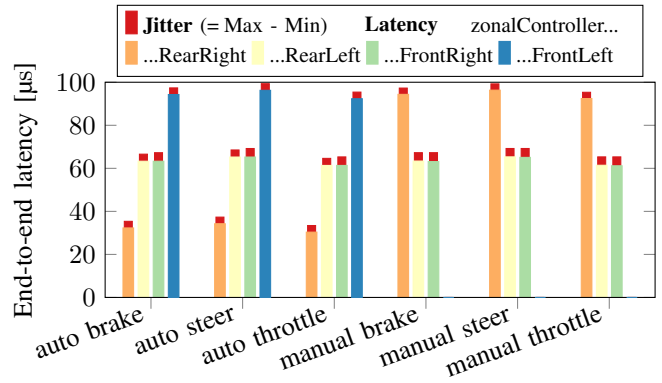 Jitter (= Max - Min) Latency zonalController...
...RearRight ...RearLeft ...FrontRight ...FrontLeft
End-to-end latency [µs]
100
80
60
40
20
0
auto brake
auto steer
auto throttle
manual brake
manual steer
manual throttle